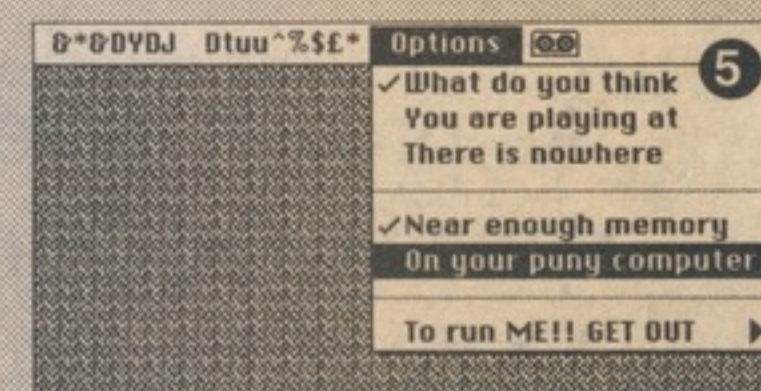 &*&DYDJ Dtuu^%$£* Options
5
What do you think
You are playing at
There is nowhere
Near enough memory
On your puny computer
To run ME!! GET OUT